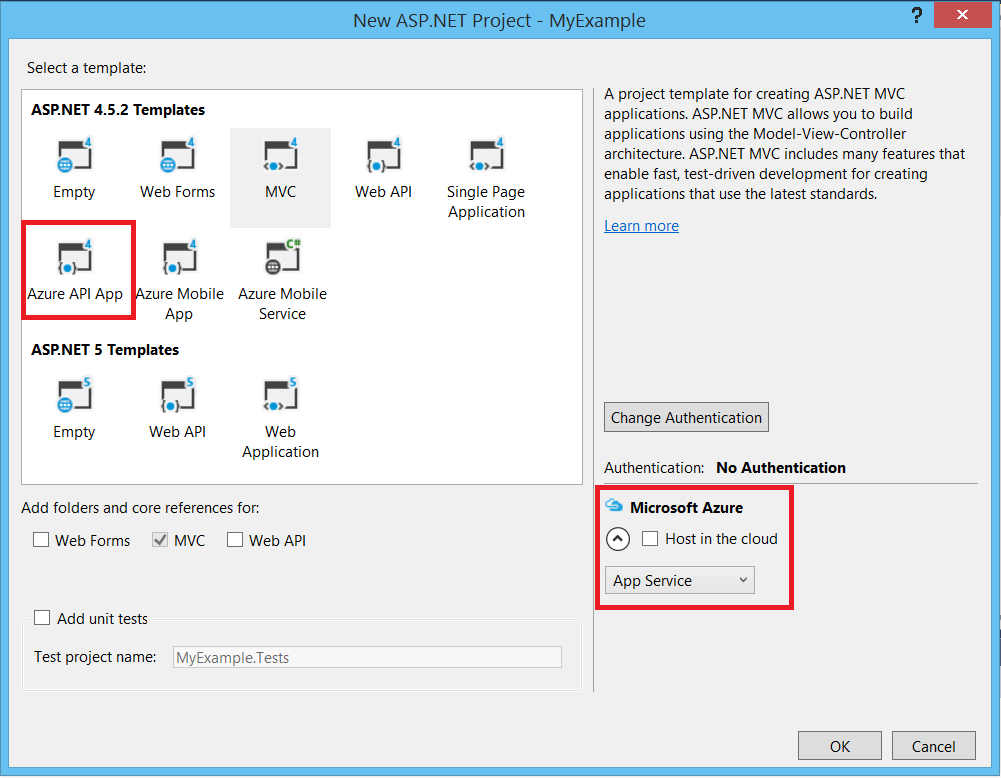 New ASP.NET Project - MyExample
?
Select a template:
ASP.NET 4.5.2 Templates
4 4 4 4 4
Empty Web Forms MVC Web API Single Page
Application
4 4 C#
Azure API App Azure Mobile Azure Mobile
App Service
ASP.NET 5 Templates
5 5 5
Empty Web API Web
Application
Add folders and core references for:
Web Forms MVC Web API
Add unit tests
Test project name: MyExample.Tests
A project template for creating ASP.NET MVC
applications. ASP.NET MVC allows you to build
applications using the Model-View-Controller
architecture. ASP.NET MVC includes many features that
enable fast, test-driven development for creating
applications that use the latest standards.
Learn more
Change Authentication
Authentication: No Authentication
Microsoft Azure
Host in the cloud
App Service
OK Cancel